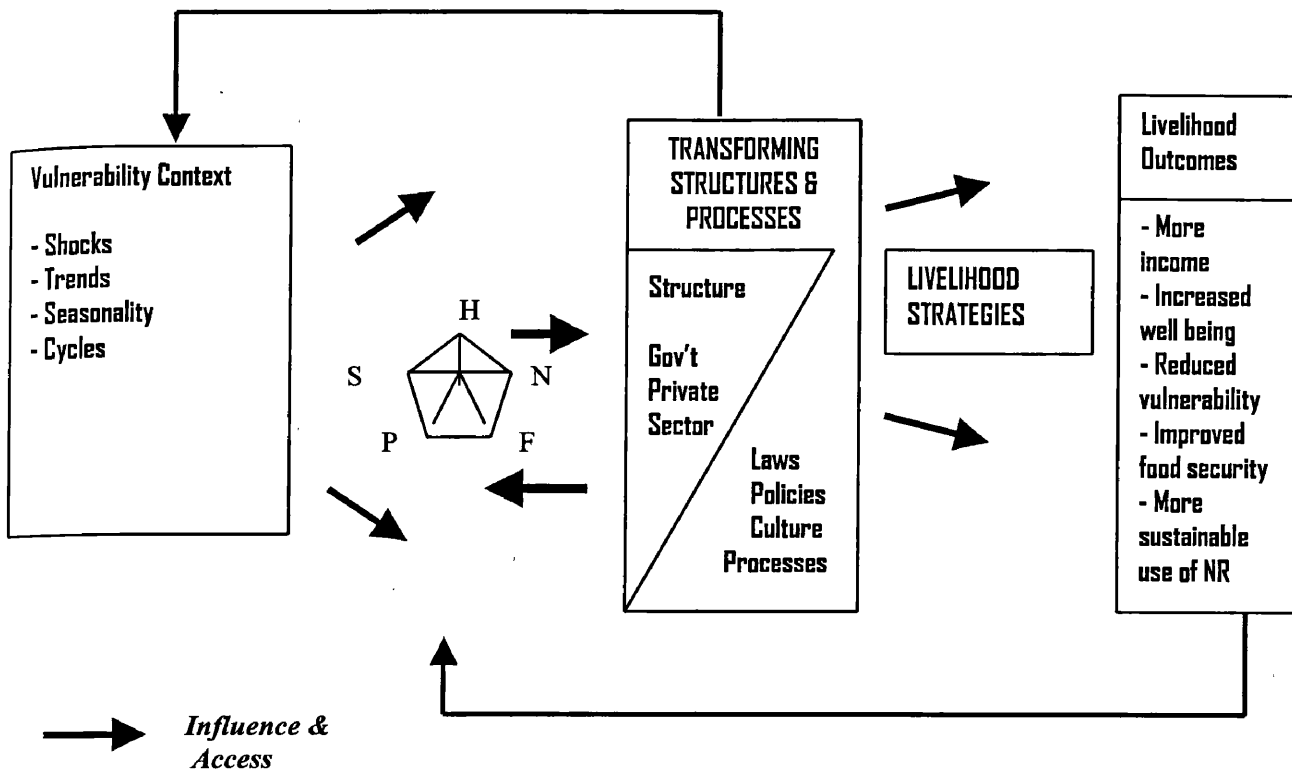 Vulnerability Context
- Shocks
- Trends
- Seasonality
- Cycles
H
S
N
P
F
TRANSFORMING
STRUCTURES &
PROCESSES
Structure
Gov't
Private
Sector
Laws
Policies
Culture
Processes
LIVELIHOOD
STRATEGIES
Livelihood
Outcomes
- More
income
- Increased
well being
- Reduced
vulnerability
- Improved
food security
- More
sustainable
use of NR
Influence &
Access